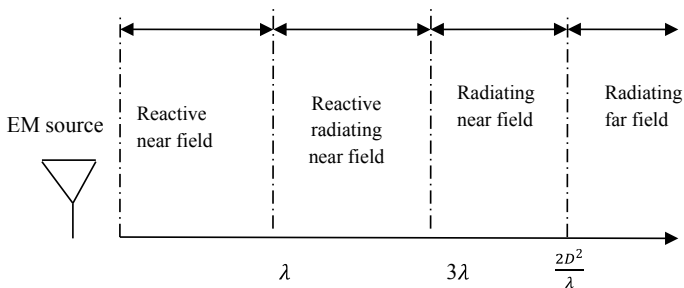 EM source
Reactive
near field
Reactive
radiating
near field
Radiating
near field
Radiating
far field
λ
3λ
2D²
λ